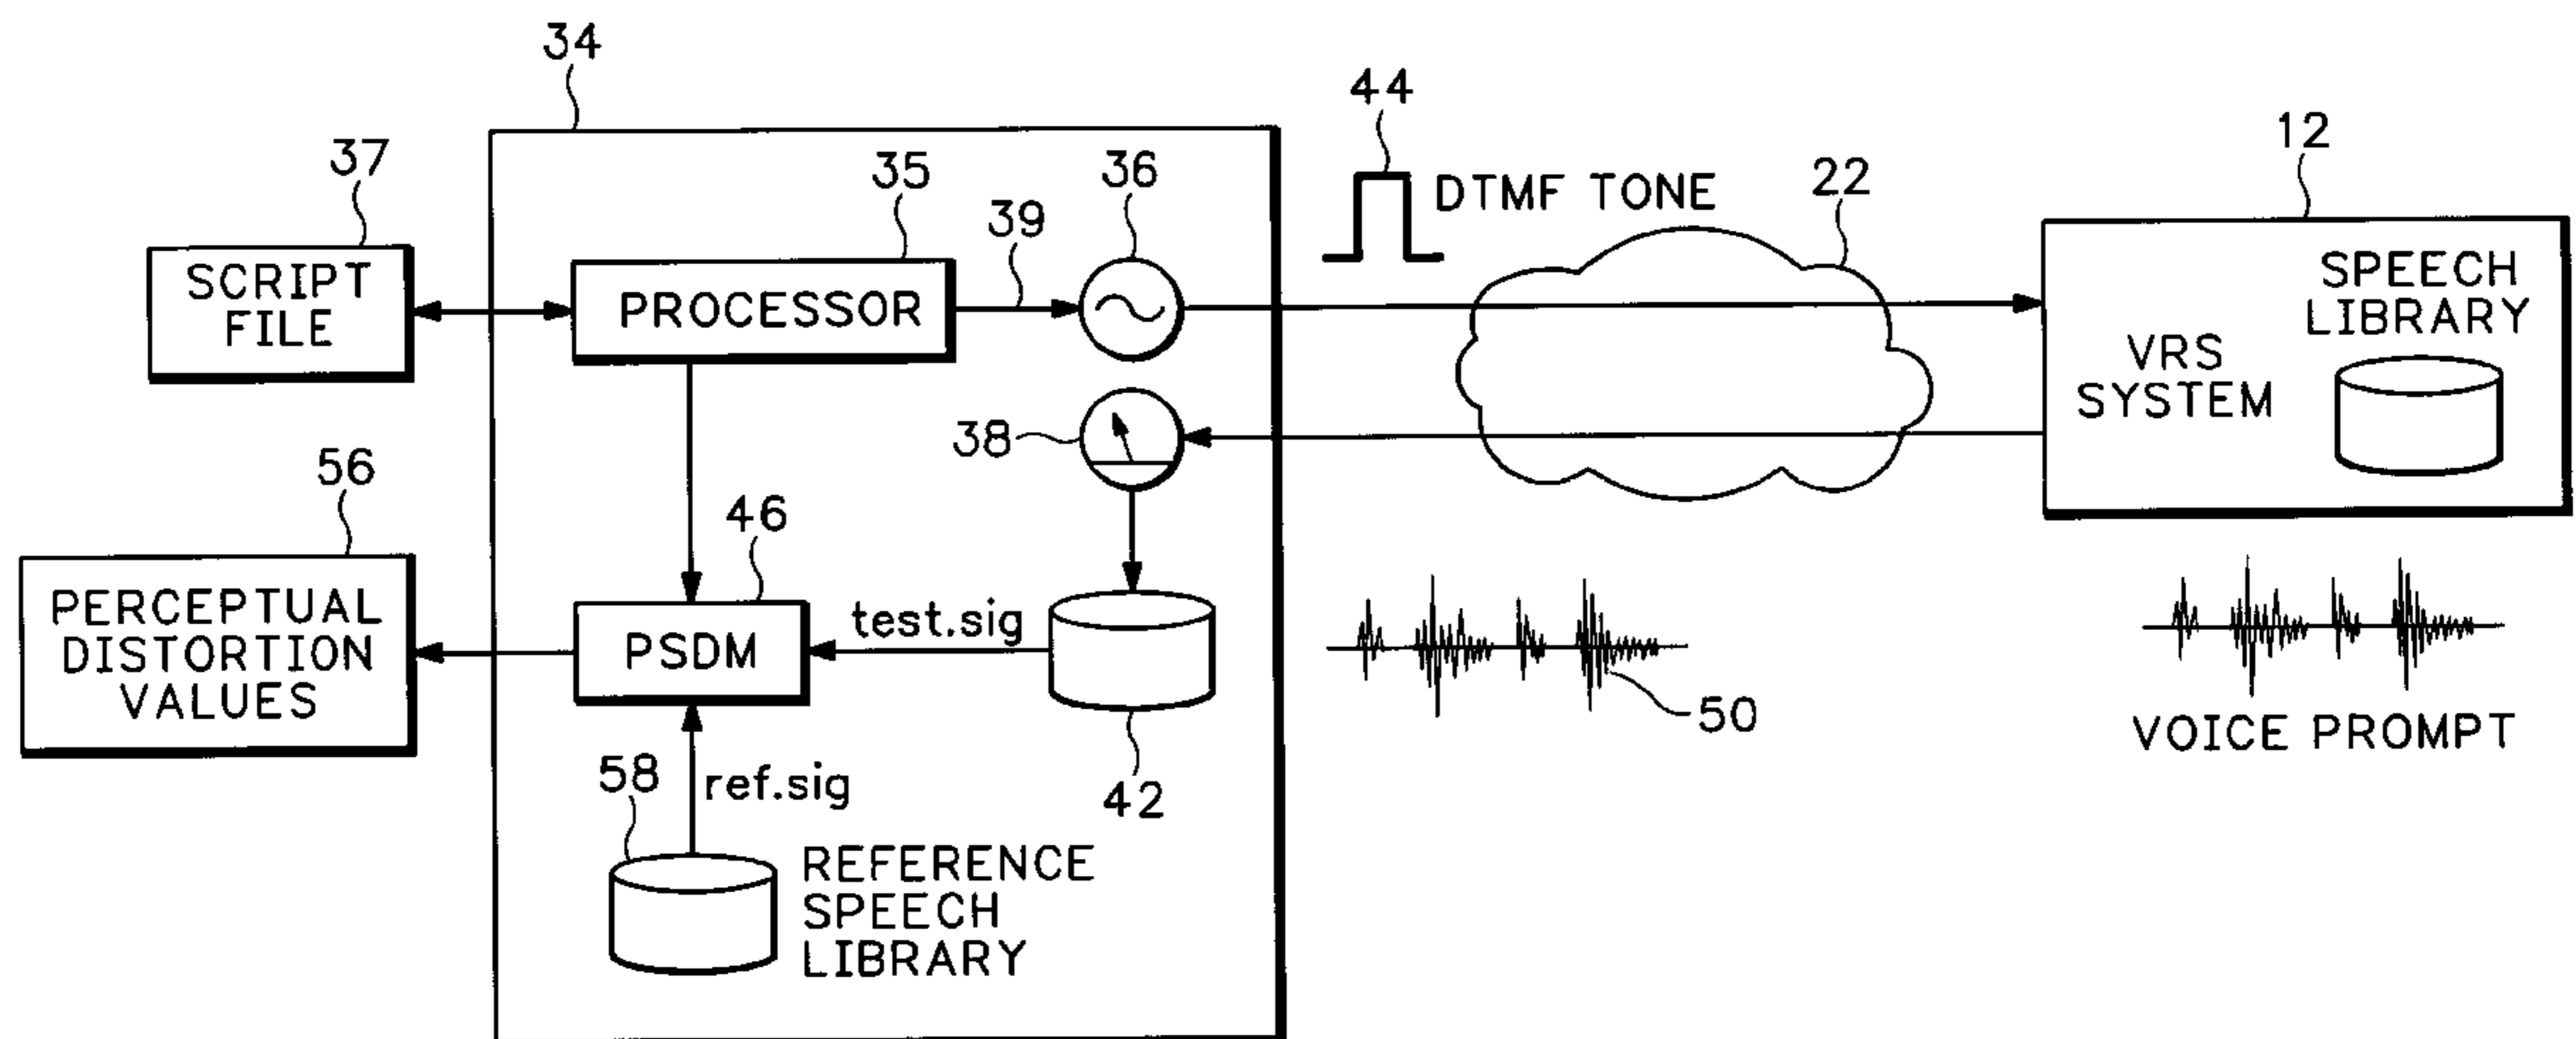 34
44
12
37
35
36
22
39
DTMF TONE
SCRIPT
FILE
PROCESSOR
SPEECH
LIBRARY
VRS
SYSTEM
38
56
46
PERCEPTUAL
DISTORTION
VALUES
PSDM
test.sig
50
VOICE PROMPT
58
ref.sig
42
REFERENCE
SPEECH
LIBRARY